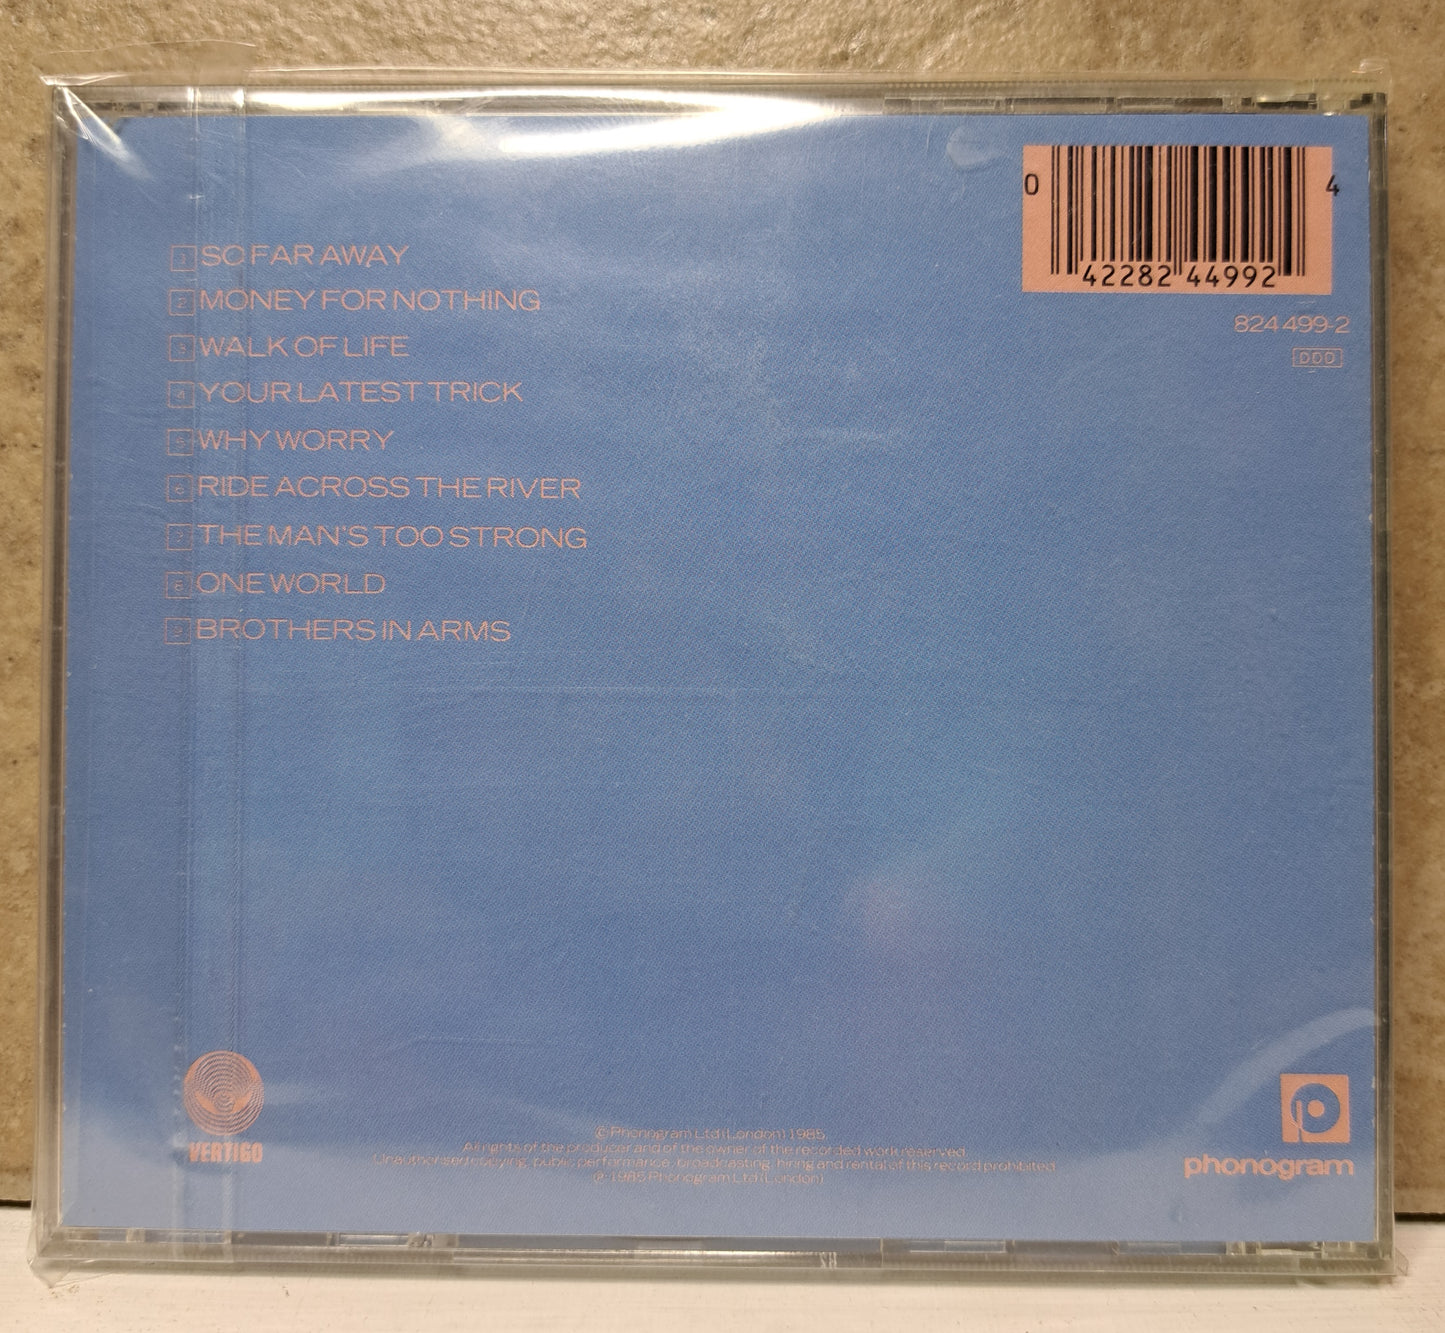 0 42282 44992 4
824 499-2
DDD
1 SO FAR AWAY
2 MONEY FOR NOTHING
3 WALK OF LIFE
4 YOUR LATEST TRICK
5 WHY WORRY
6 RIDE ACROSS THE RIVER
7 THE MAN'S TOO STRONG
8 ONE WORLD
9 BROTHERS IN ARMS
VERTIGO
© Phonogram Ltd (London) 1985.
All rights of the producer and of the owner of the recorded work reserved.
Unauthorised copying, public performance, broadcasting, hiring and rental of this record prohibited.
℗ 1985 Phonogram Ltd (London)
phonogram